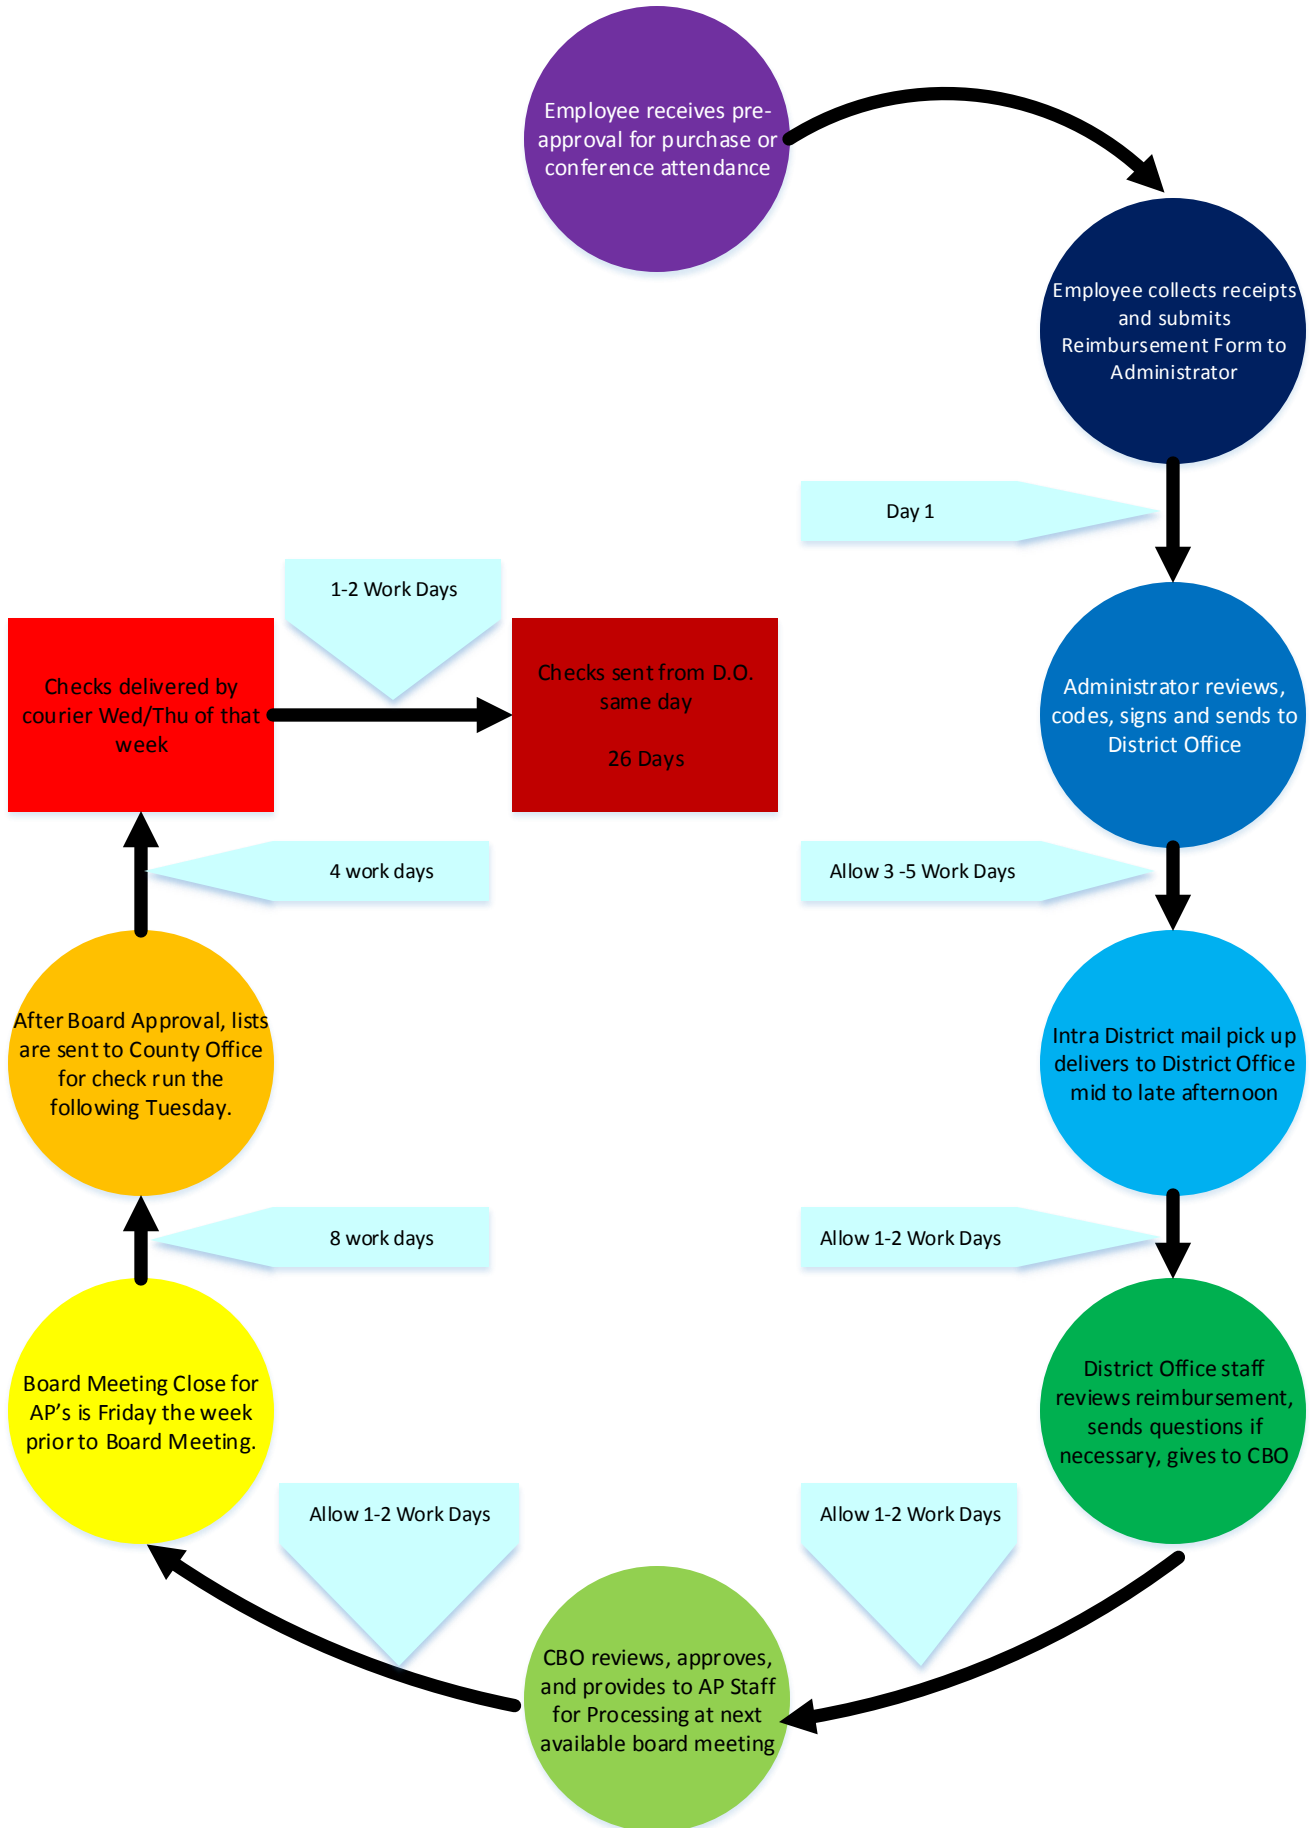 Employee receives pre-
approval for purchase or
conference attendance
Employee collects receipts
and submits
Reimbursement Form to
Administrator
Day 1
Administrator reviews,
codes, signs and sends to
District Office
Allow 3 -5 Work Days
Intra District mail pick up
delivers to District Office
mid to late afternoon
Allow 1-2 Work Days
District Office staff
reviews reimbursement,
sends questions if
necessary, gives to CBO
Allow 1-2 Work Days
CBO reviews, approves,
and provides to AP Staff
for Processing at next
available board meeting
Allow 1-2 Work Days
Board Meeting Close for
AP’s is Friday the week
prior to Board Meeting.
8 work days
After Board Approval, lists
are sent to County Office
for check run the
following Tuesday.
4 work days
Checks delivered by
courier Wed/Thu of that
week
1-2 Work Days
Checks sent from D.O.
same day
26 Days